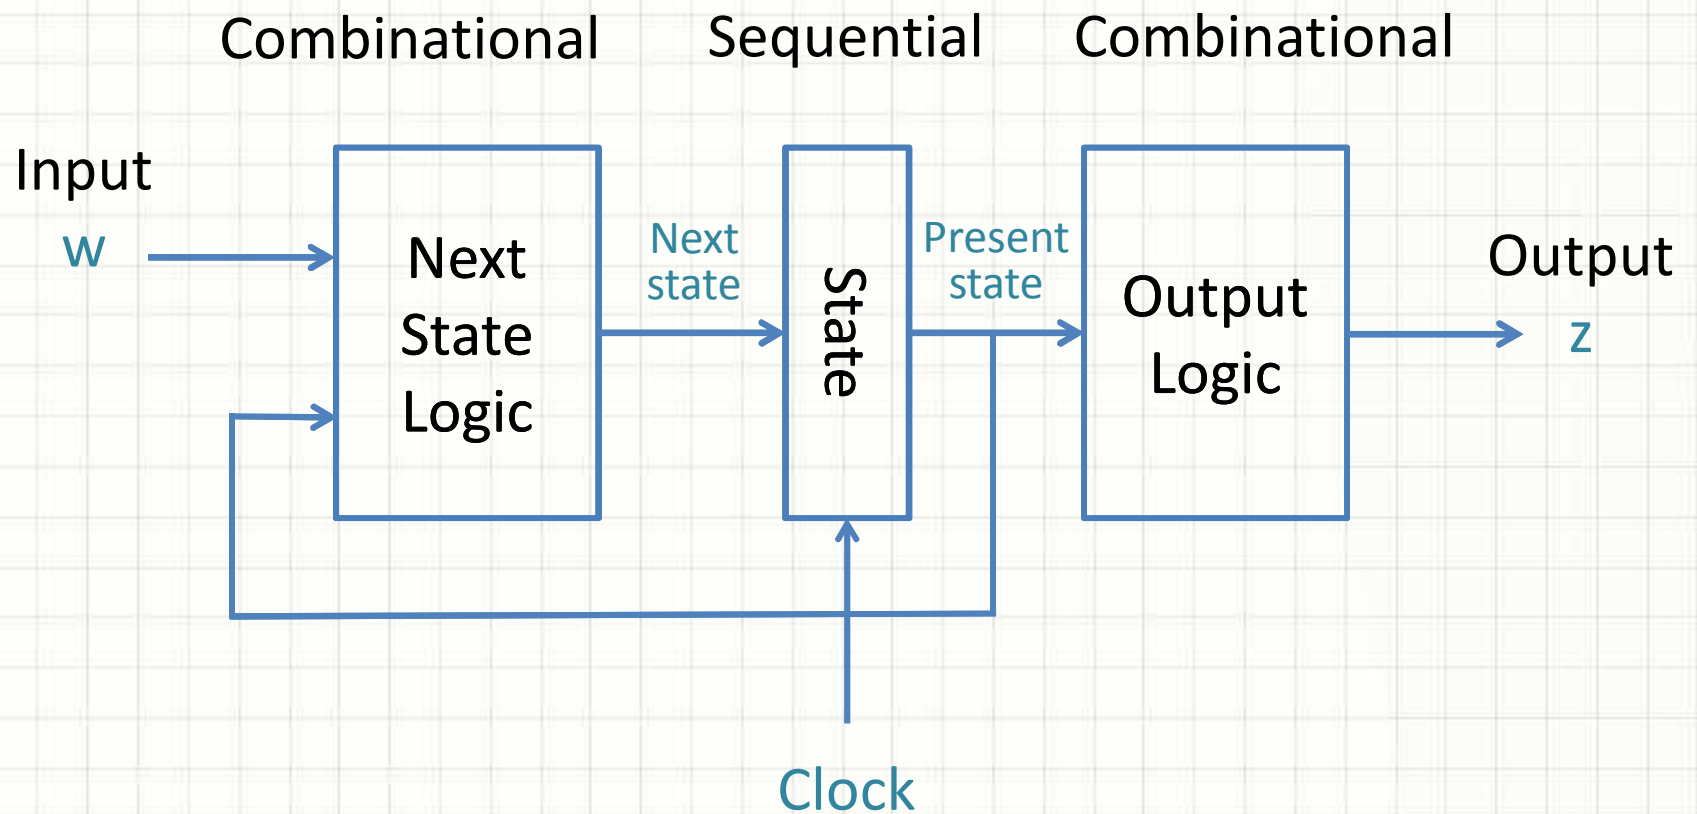 Combinational
Sequential
Combinational
Input
w
Next
State
Logic
Next
state
State
Present
state
Output
Logic
Output
z
Clock